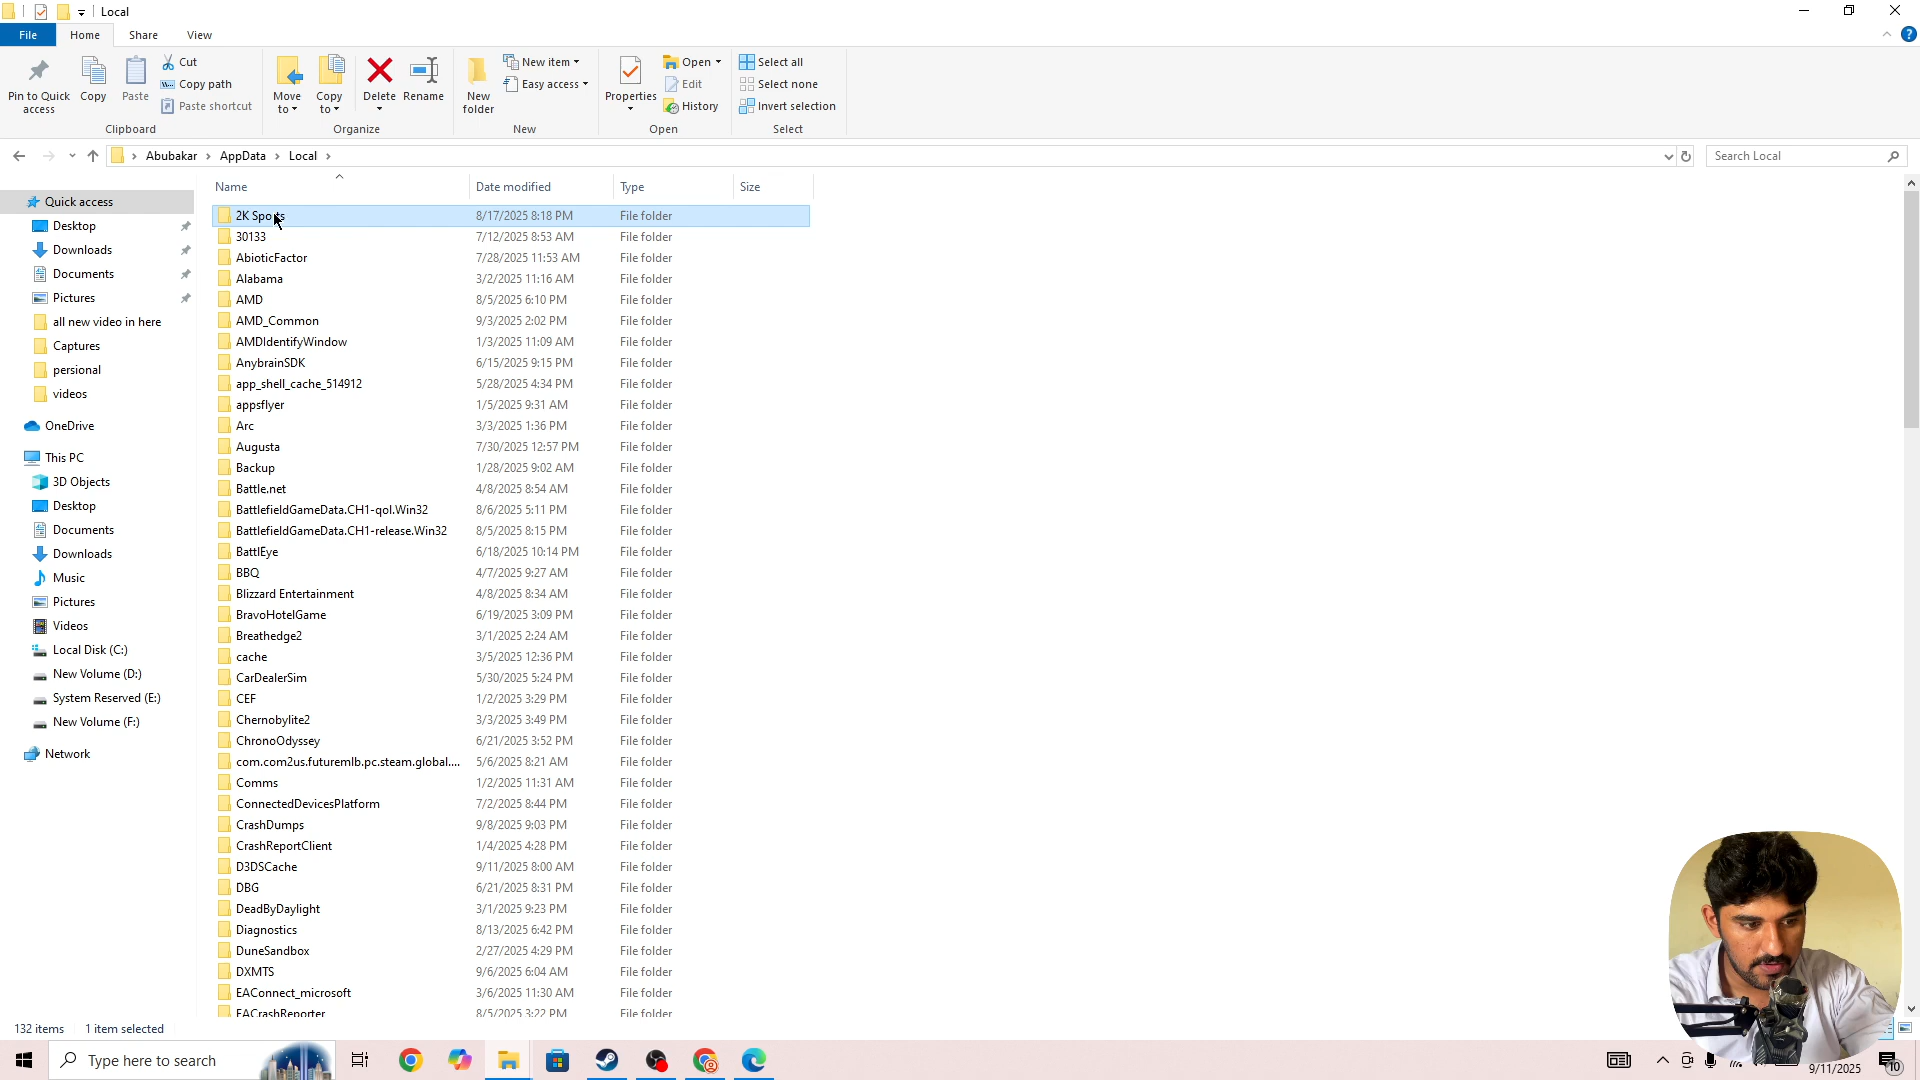 Local
File Home Share View
Pin to Quick access
Copy
Paste
Cut
Copy path
Paste shortcut
Clipboard
Move to
Copy to
Delete
Rename
Organize
New folder
New item
Easy access
New
Properties
Open
Edit
History
Open
Select all
Select none
Invert selection
Select
Abubakar > AppData > Local >
Search Local
Name Date modified Type Size
Quick access
Desktop
Downloads
Documents
Pictures
all new video in here
Captures
persional
videos
OneDrive
This PC
3D Objects
Desktop
Documents
Downloads
Music
Pictures
Videos
Local Disk (C:)
New Volume (D:)
System Reserved (E:)
New Volume (F:)
Network
2K Sports 8/17/2025 8:18 PM File folder
30133 7/12/2025 8:53 AM File folder
AbioticFactor 7/28/2025 11:53 AM File folder
Alabama 3/2/2025 11:16 AM File folder
AMD 8/5/2025 6:10 PM File folder
AMD_Common 9/3/2025 2:02 PM File folder
AMDIdentifyWindow 1/3/2025 11:09 AM File folder
AnybrainSDK 6/15/2025 9:15 PM File folder
app_shell_cache_514912 5/28/2025 4:34 PM File folder
appsflyer 1/5/2025 9:31 AM File folder
Arc 3/3/2025 1:36 PM File folder
Augusta 7/30/2025 12:57 PM File folder
Backup 1/28/2025 9:02 AM File folder
Battle.net 4/8/2025 8:54 AM File folder
BattlefieldGameData.CH1-qol.Win32 8/6/2025 5:11 PM File folder
BattlefieldGameData.CH1-release.Win32 8/5/2025 8:15 PM File folder
BattlEye 6/18/2025 10:14 PM File folder
BBQ 4/7/2025 9:27 AM File folder
Blizzard Entertainment 4/8/2025 8:34 AM File folder
BravoHotelGame 6/19/2025 3:09 PM File folder
Breathedge2 3/1/2025 2:24 AM File folder
cache 3/5/2025 12:36 PM File folder
CarDealerSim 5/30/2025 5:24 PM File folder
CEF 1/2/2025 3:29 PM File folder
Chernobylite2 3/3/2025 3:49 PM File folder
ChronoOdyssey 6/21/2025 3:52 PM File folder
com.com2us.futuremlb.pc.steam.global.... 5/6/2025 8:21 AM File folder
Comms 1/2/2025 11:31 AM File folder
ConnectedDevicesPlatform 7/2/2025 8:44 PM File folder
CrashDumps 9/8/2025 9:03 PM File folder
CrashReportClient 1/4/2025 4:28 PM File folder
D3DSCache 9/11/2025 8:00 AM File folder
DBG 6/21/2025 8:31 PM File folder
DeadByDaylight 3/1/2025 9:23 PM File folder
Diagnostics 8/13/2025 6:42 PM File folder
DuneSandbox 2/27/2025 4:29 PM File folder
DXMTS 9/6/2025 6:04 AM File folder
EAConnect_microsoft 3/6/2025 11:30 AM File folder
EACrashReporter 8/5/2025 3:22 PM File folder
132 items 1 item selected
Type here to search
9/11/2025
10